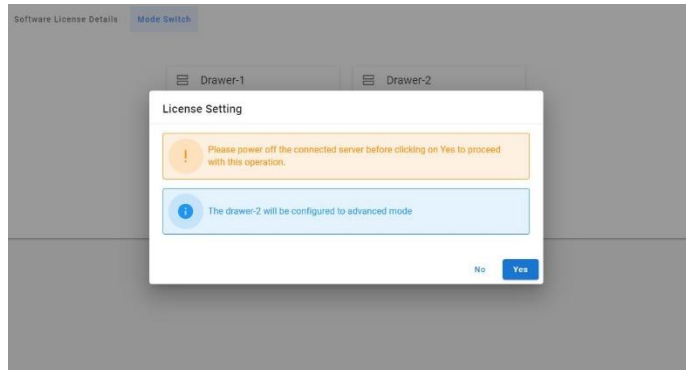 Software License Details Mode Switch
Drawer-1 Drawer-2
License Setting
Please power off the connected server before clicking on Yes to proceed
with this operation.
The drawer-2 will be configured to advanced mode
No Yes